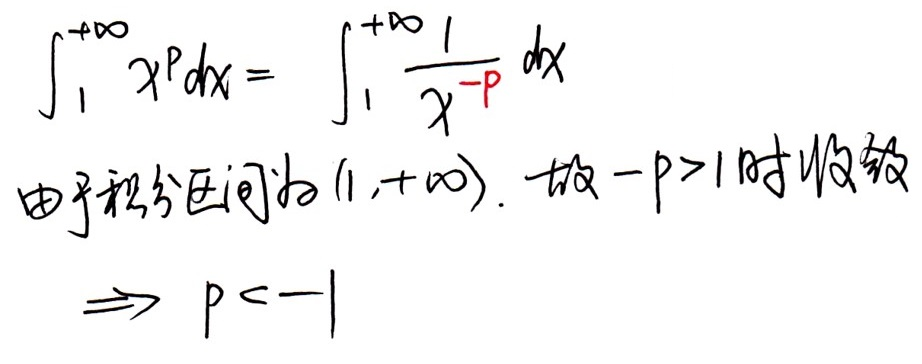 ∫₁^{+∞} x^p dx = ∫₁^{+∞} 1/x^{-p} dx
由于积分区间为 (1,+∞). 故 -p>1时收敛
⇒ p<-1